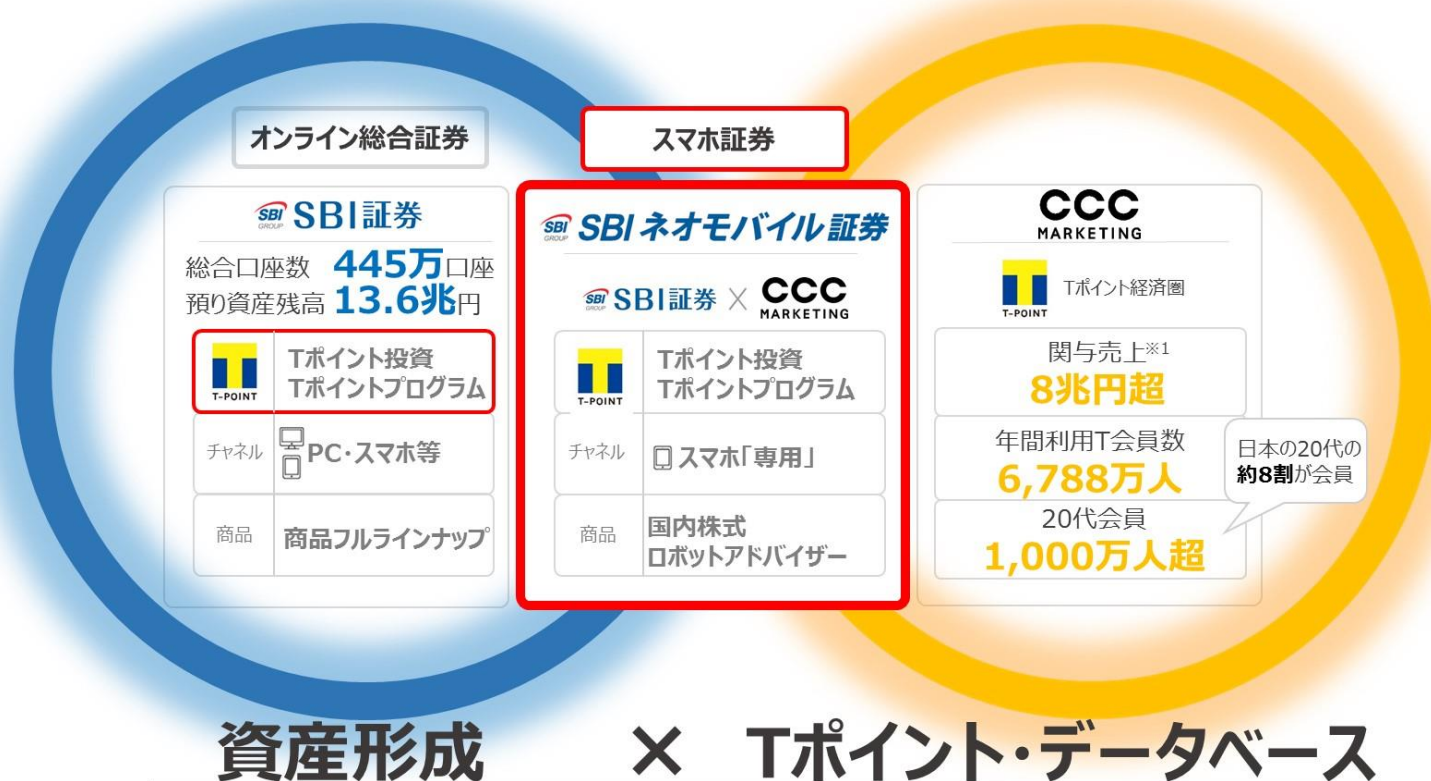 オンライン総合証券
スマホ証券
SBI GROUP SBI証券
総合口座数 445万口座
預り資産残高 13.6兆円
T-POINT
Tポイント投資
Tポイントプログラム
チャネル PC・スマホ等
商品 商品フルラインナップ
SBI GROUP SBI ネオモバイル証券
SBI GROUP SBI証券 × CCC MARKETING
T-POINT
Tポイント投資
Tポイントプログラム
チャネル スマホ「専用」
商品
国内株式
ロボットアドバイザー
CCC
MARKETING
T-POINT Tポイント経済圏
関与売上※1
8兆円超
年間利用T会員数
6,788万人
日本の20代の
約8割が会員
20代会員
1,000万人超
資産形成 × Tポイント・データベース